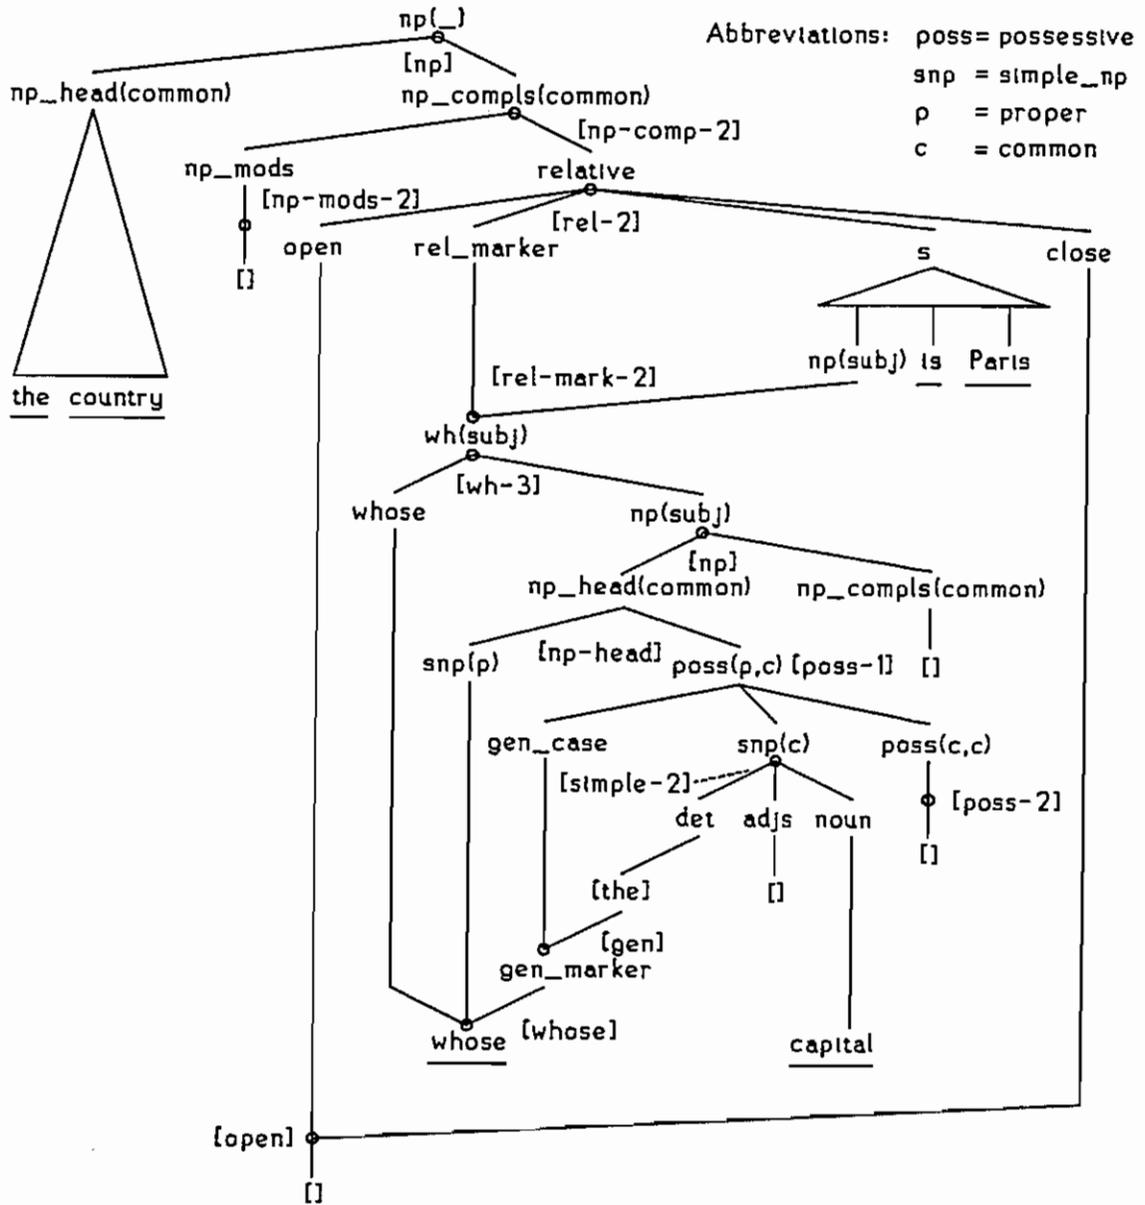 np(_)
Abbreviations: poss= possessive
[np]
snp = simple_np
np_head(common)
np_compls(common)
p = proper
[np-comp-2]
c = common
np_mods
relative
[np-mods-2]
[rel-2]
open
rel_marker
s
close
[]
np(subj) is Paris
[rel-mark-2]
the country
wh(subj)
[wh-3]
whose
np(subj)
[np]
np_head(common)
np_compls(common)
snp(p)
[np-head]
poss(p,c) [poss-1]
[]
gen_case
snp(c)
poss(c,c)
[simple-2]
[poss-2]
det adjs noun
[]
[the]
[]
[gen]
gen_marker
whose [whose]
capital
[open]
[]